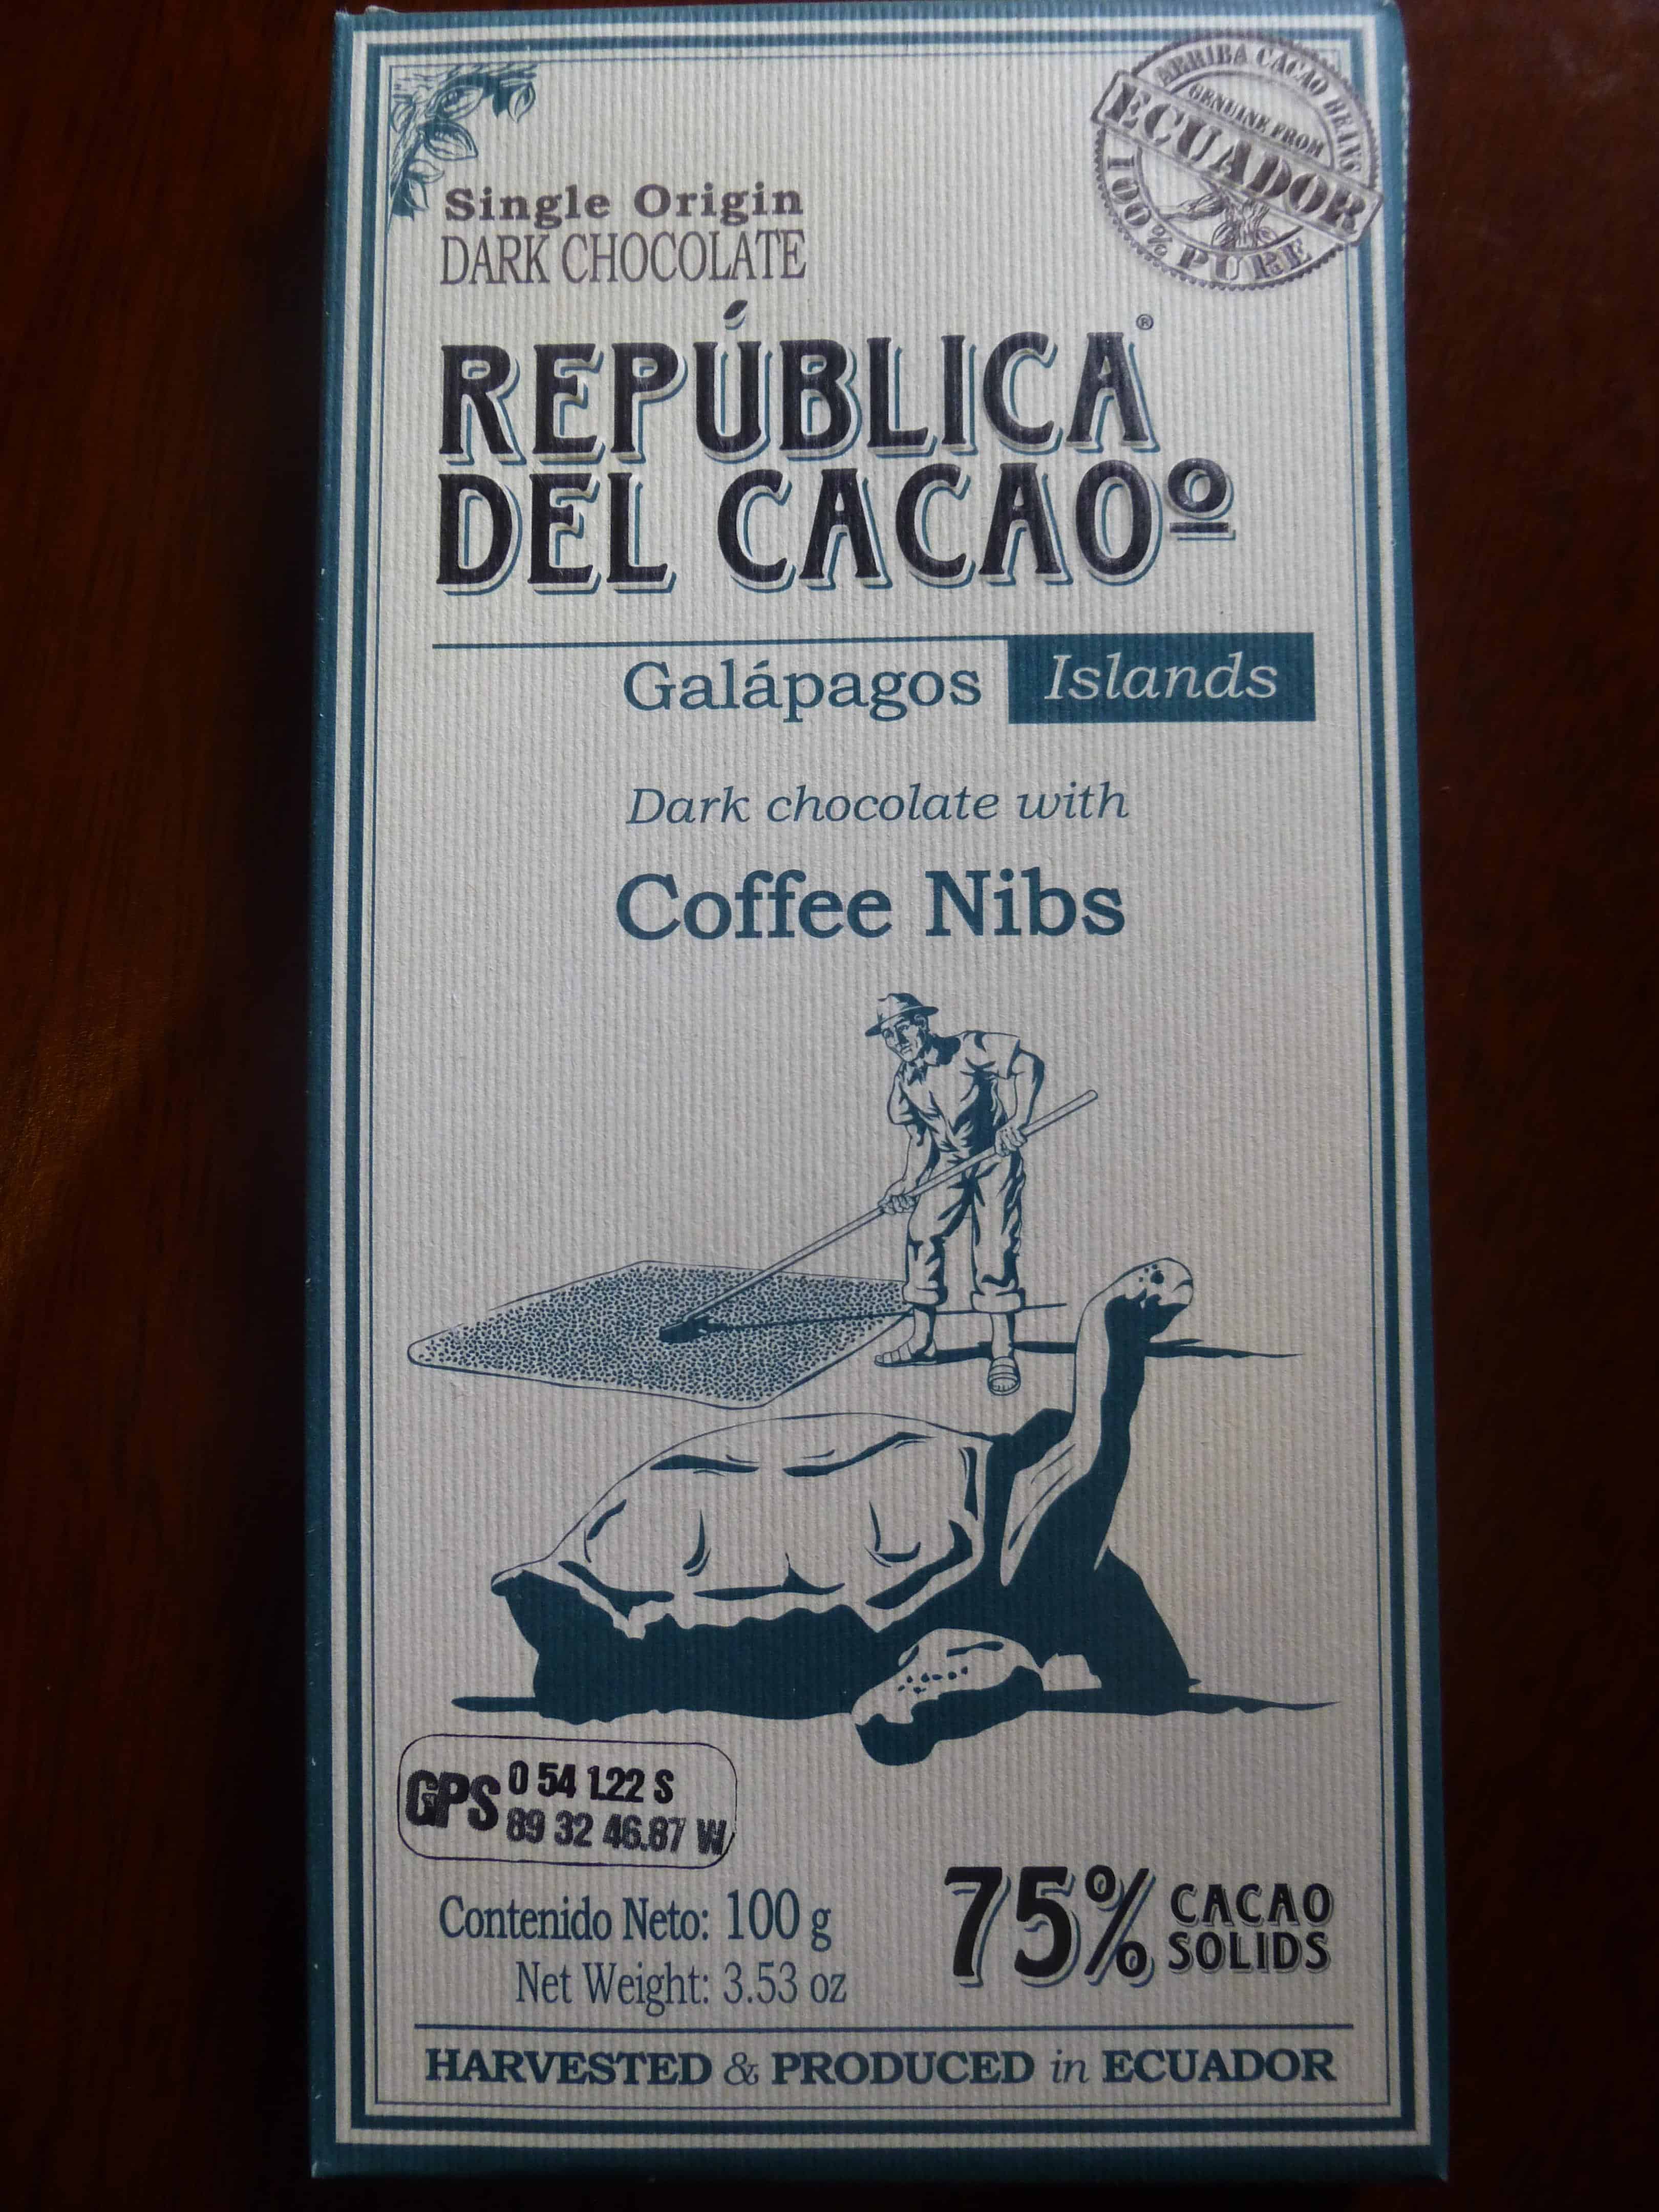 ARRIBA CACAO BEANS
GENUINE FROM
ECUADOR
100% PURE
Single Origin
DARK CHOCOLATE
REPÚBLICA®
DEL CACAOº
Galápagos Islands
Dark chocolate with
Coffee Nibs
GPS 0 54 1.22 S
89 32 46.87 W
Contenido Neto: 100 g
Net Weight: 3.53 oz
75% CACAO
SOLIDS
HARVESTED & PRODUCED in ECUADOR